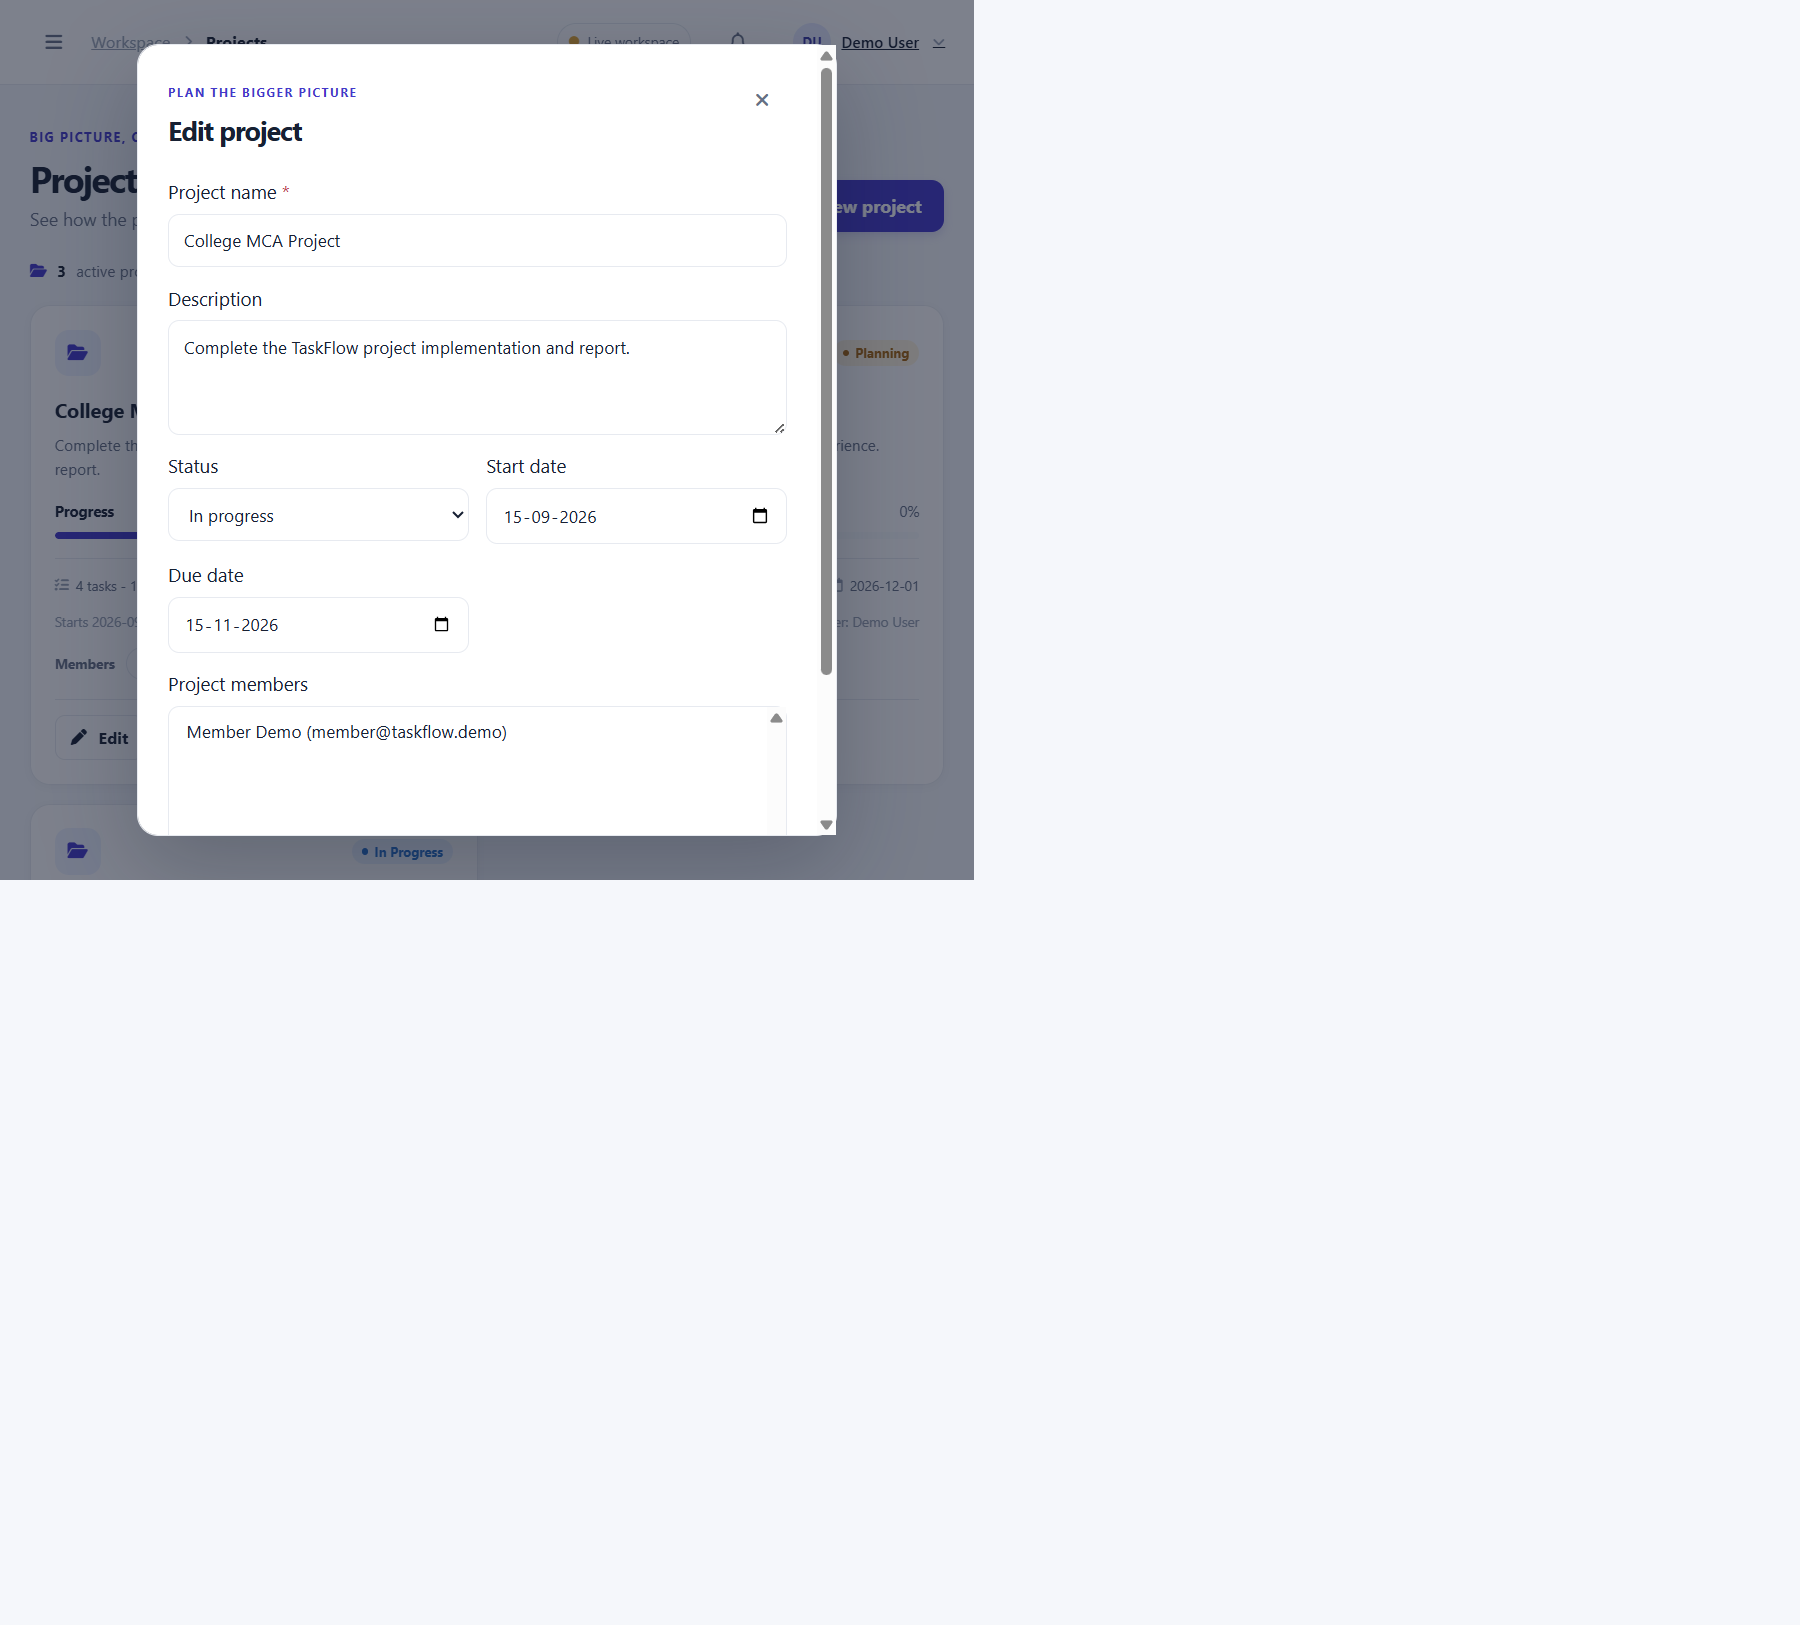 Workspace > Projects
Live workspace
DU Demo User
BIG PICTURE,
Project
See how the
ew project
3 active pro
PLAN THE BIGGER PICTURE
Edit project
Project name *
College MCA Project
Description
Complete the TaskFlow project implementation and report.
Status
In progress
Start date
15-09-2026
Due date
15-11-2026
Project members
Member Demo (member@taskflow.demo)
College M
Complete th
report.
Progress
4 tasks - 1
Starts 2026-09
Members
Edit
Planning
rience.
0%
2026-12-01
er: Demo User
In Progress